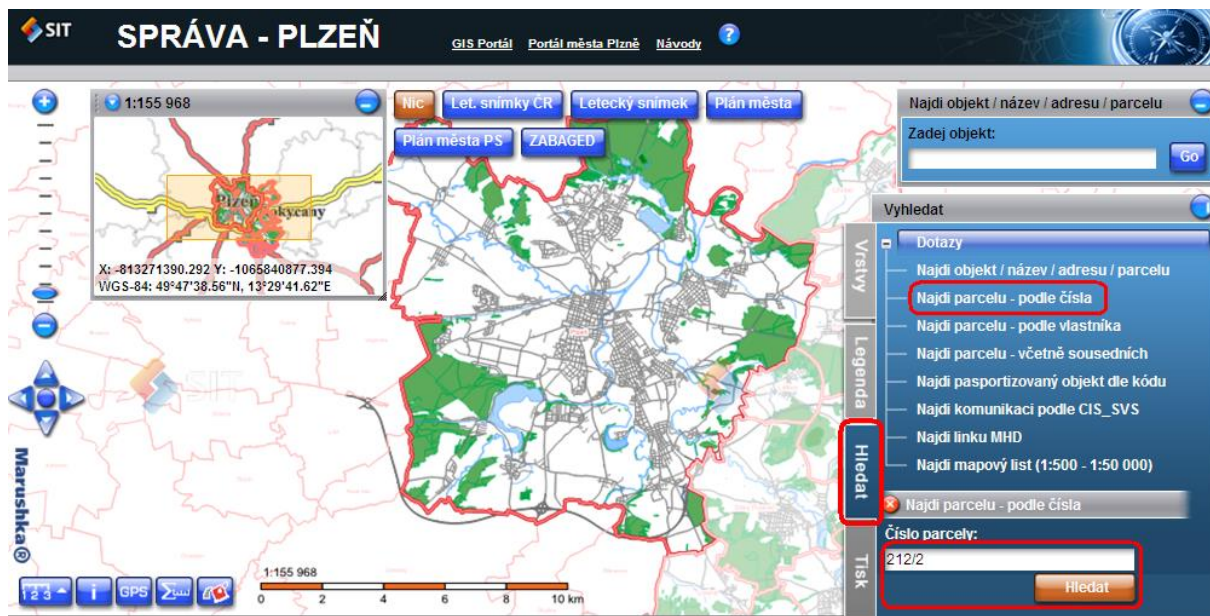 SIT
SPRÁVA - PLZEŇ
GIS Portál Portál města Plzně Návody ?
1:155 968
Plzeň
okycany
X: -813271390.292 Y: -1065840877.394
WGS-84: 49°47'38.56"N, 13°29'41.62"E
Nic Let. snímky ČR Letecký snímek Plán města
Plán města PS ZABAGED
Najdi objekt / název / adresu / parcelu
Zadej objekt:
Go
Vyhledat
Dotazy
Najdi objekt / název / adresu / parcelu
Najdi parcelu - podle čísla
Najdi parcelu - podle vlastníka
Najdi parcelu - včetně sousedních
Najdi pasportizovaný objekt dle kódu
Najdi komunikaci podle CIS_SVS
Najdi linku MHD
Najdi mapový list (1:500 - 1:50 000)
Najdi parcelu - podle čísla
Číslo parcely:
212/2
Hledat
Vrstvy
Legenda
Hledat
Tisk
SIT
Marushka®
1 2 3 i GPS
1:155 968
0 2 4 6 8 10 km